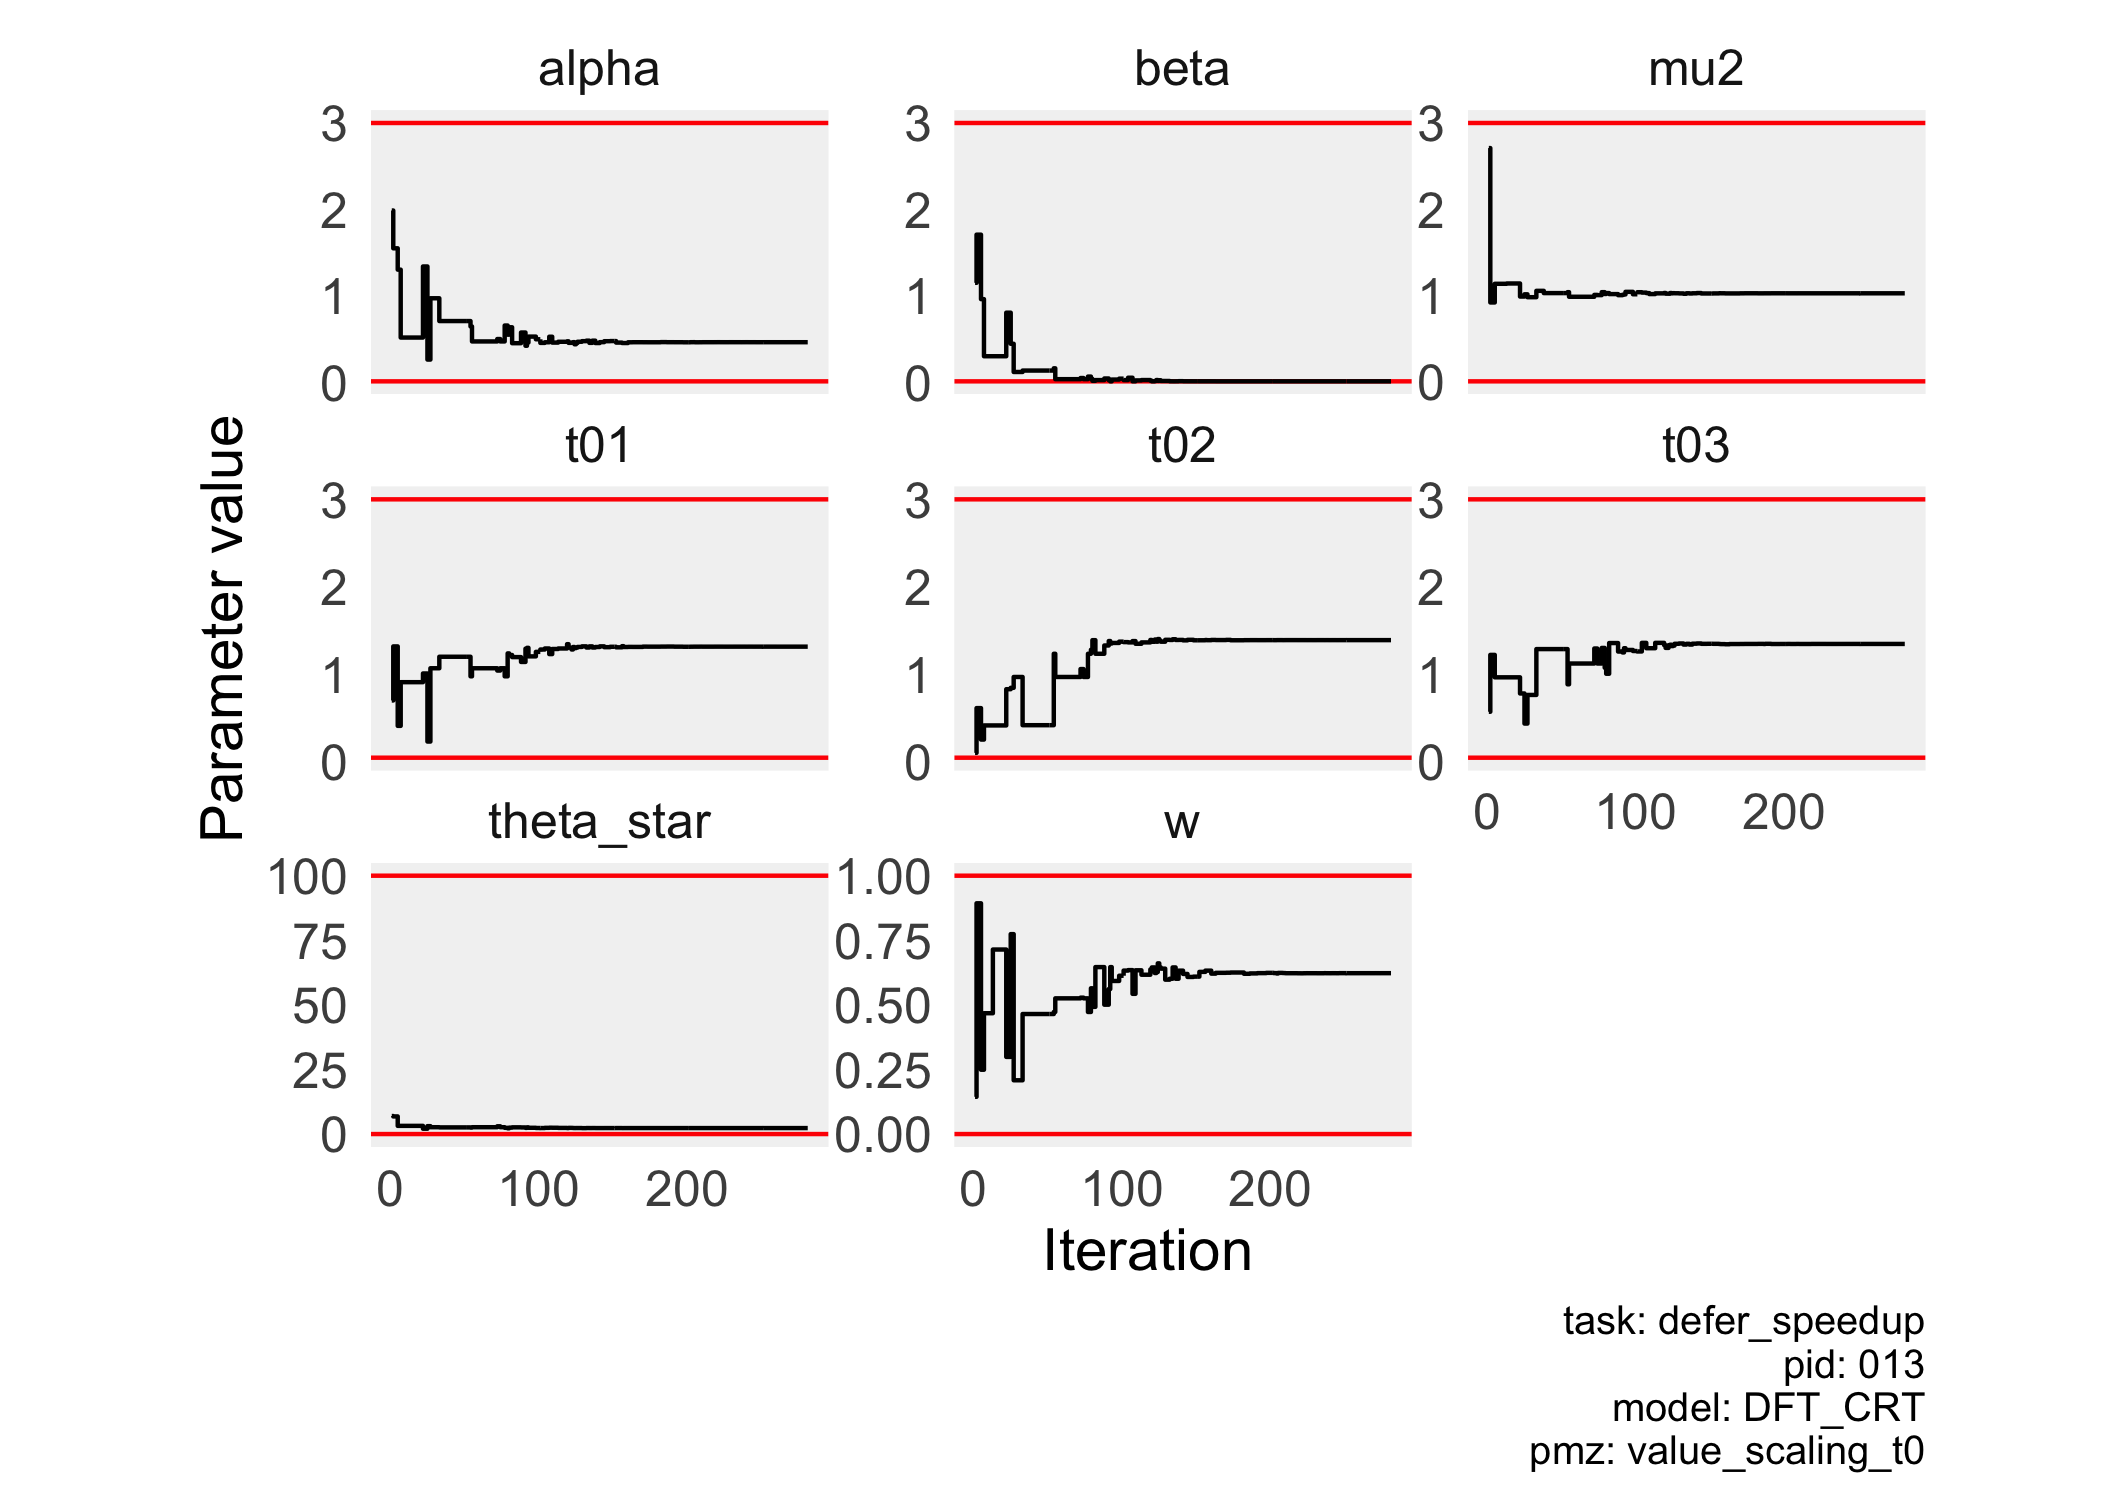 alpha
beta
mu2
3
2
1
0
3
2
1
0
3
2
1
0
t01
t02
t03
3
2
1
0
3
2
1
0
3
2
1
0
0 100 200
theta_star
w
100
75
50
25
0
1.00
0.75
0.50
0.25
0.00
0 100 200
0 100 200
Parameter value
Iteration
task: defer_speedup
pid: 013
model: DFT_CRT
pmz: value_scaling_t0